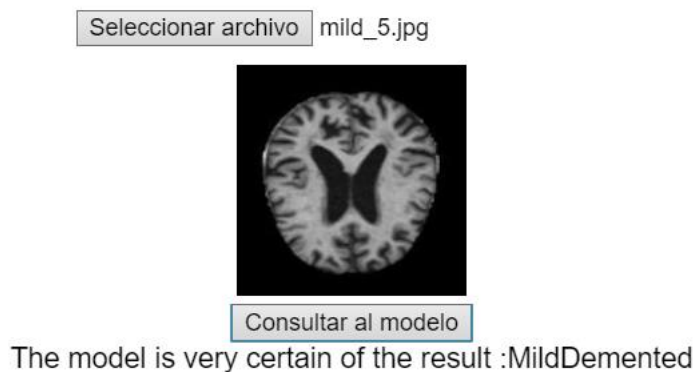 Seleccionar archivo mild_5.jpg
Consultar al modelo
The model is very certain of the result :MildDemented